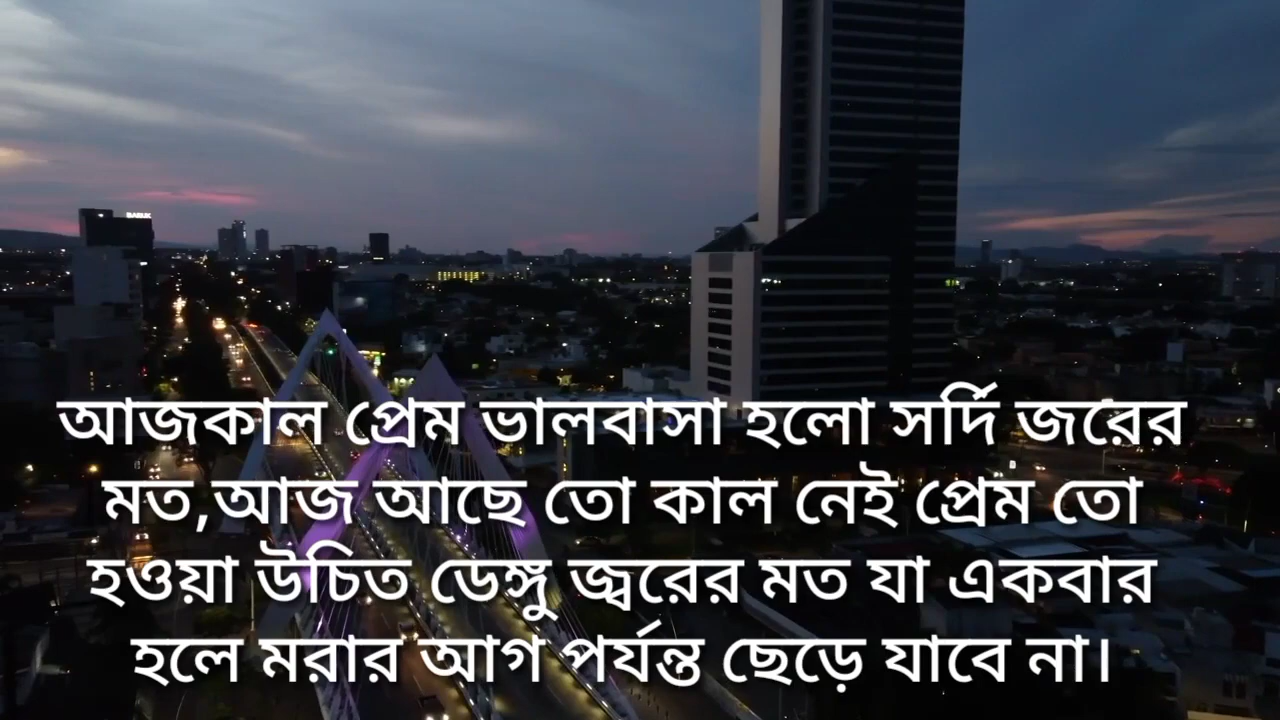 আজকাল প্রেম ভালবাসা হলো সর্দি জরের
মত,আজ আছে তো কাল নেই প্রেম তো
হওয়া উচিত ডেঙ্গু জ্বরের মত যা একবার
হলে মরার আগ পর্যন্ত ছেড়ে যাবে না।